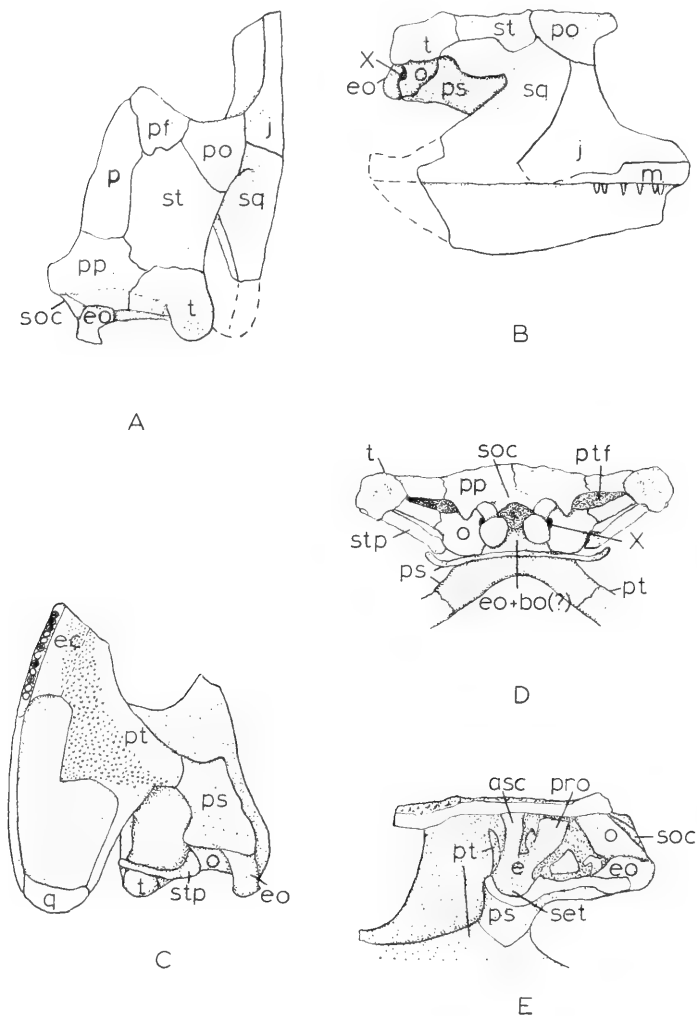 pf
j
po
p
st
sq
pp
t
soc
eo
A
st
po
t
X
o
eo
ps
sq
j
m
B
t
soc
ptf
pp
o
stp
X
ps
pt
eo+bo(?)
D
ec
pt
ps
o
t
stp
eo
q
C
asc
pro
o
soc
pt
e
eo
ps
set
E